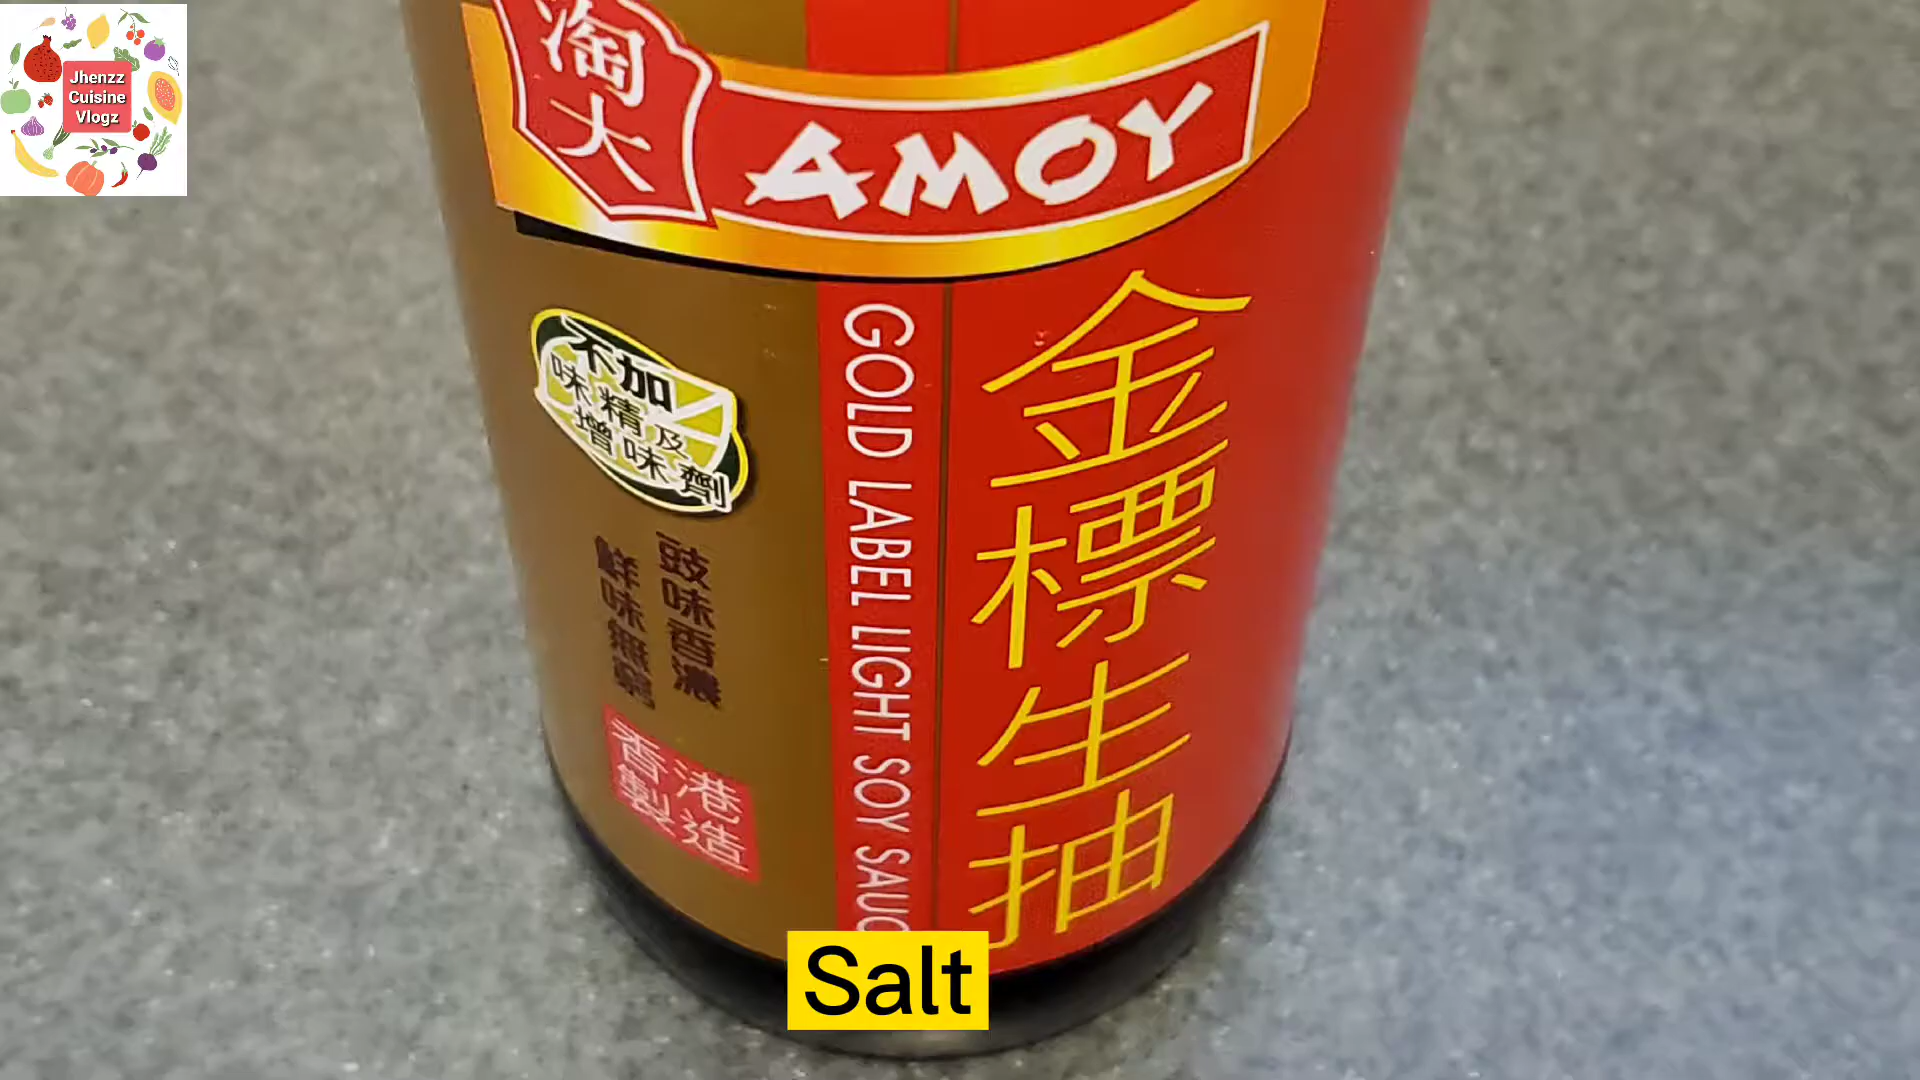 Jhenzz
Cuisine
Vlogz
淘大
AMOY
不加
味精及
增味劑
豉味香濃
鮮味無窮
香港
製造
GOLD LABEL LIGHT SOY SAUC
金標生抽
Salt